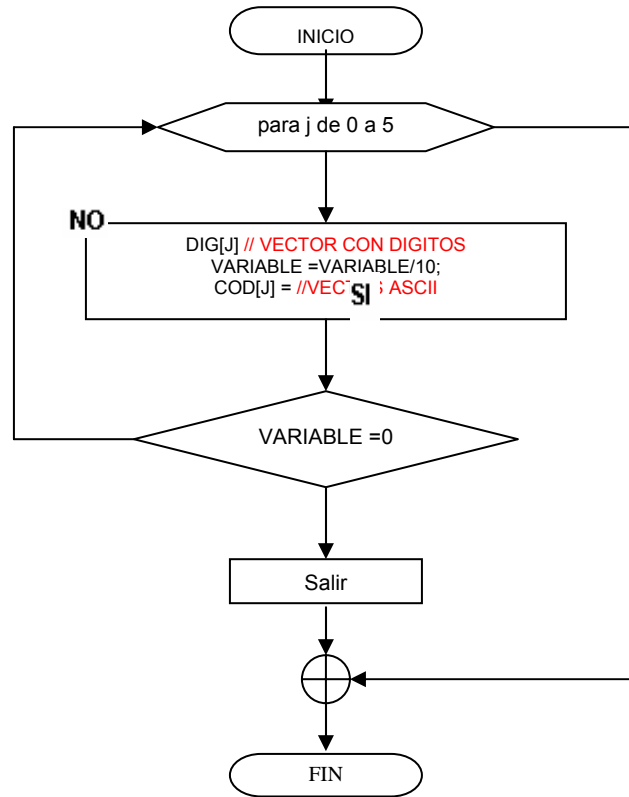 INICIO
para j de 0 a 5
NO
DIG[J] // VECTOR CON DIGITOS
VARIABLE =VARIABLE/10;
COD[J] = // ASCII
SI
VARIABLE =0
Salir
FIN